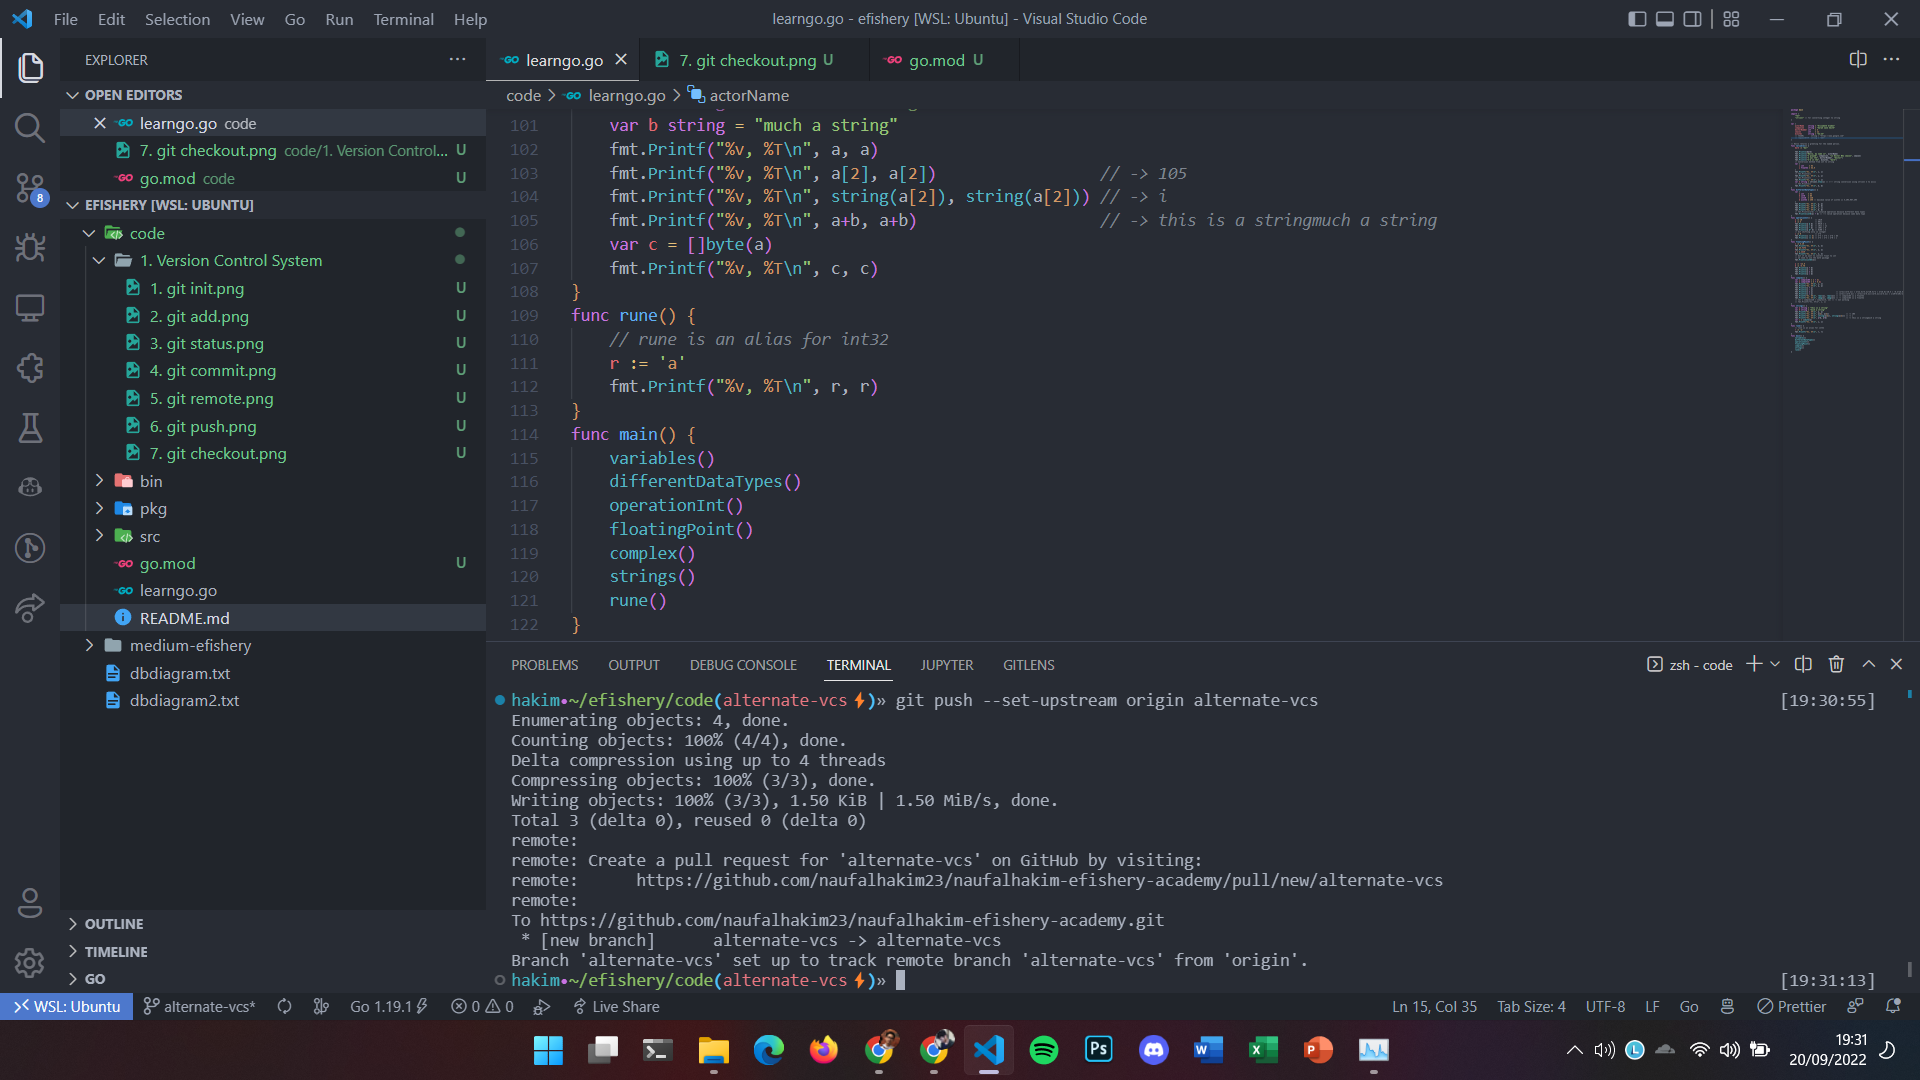 File Edit Selection View Go Run Terminal Help
learngo.go - efishery [WSL: Ubuntu] - Visual Studio Code
EXPLORER
OPEN EDITORS
learngo.go code
7. git checkout.png code/1. Version Control... U
go.mod code U
EFISHERY [WSL: UBUNTU]
code
1. Version Control System
1. git init.png U
2. git add.png U
3. git status.png U
4. git commit.png U
5. git remote.png U
6. git push.png U
7. git checkout.png U
bin
pkg
src
go.mod U
learngo.go
README.md
medium-efishery
dbdiagram.txt
dbdiagram2.txt
OUTLINE
TIMELINE
GO
8
learngo.go
7. git checkout.png U
go.mod U
code > learngo.go > actorName
101 var b string = "much a string"
102 fmt.Printf("%v, %T\n", a, a)
103 fmt.Printf("%v, %T\n", a[2], a[2]) // -> 105
104 fmt.Printf("%v, %T\n", string(a[2]), string(a[2])) // -> i
105 fmt.Printf("%v, %T\n", a+b, a+b) // -> this is a stringmuch a string
106 var c = []byte(a)
107 fmt.Printf("%v, %T\n", c, c)
108 }
109 func rune() {
110 // rune is an alias for int32
111 r := 'a'
112 fmt.Printf("%v, %T\n", r, r)
113 }
114 func main() {
115 variables()
116 differentDataTypes()
117 operationInt()
118 floatingPoint()
119 complex()
120 strings()
121 rune()
122 }
PROBLEMS OUTPUT DEBUG CONSOLE TERMINAL JUPYTER GITLENS
zsh - code
hakim•~/efishery/code(alternate-vcs⚡)» git push --set-upstream origin alternate-vcs [19:30:55]
Enumerating objects: 4, done.
Counting objects: 100% (4/4), done.
Delta compression using up to 4 threads
Compressing objects: 100% (3/3), done.
Writing objects: 100% (3/3), 1.50 KiB | 1.50 MiB/s, done.
Total 3 (delta 0), reused 0 (delta 0)
remote:
remote: Create a pull request for 'alternate-vcs' on GitHub by visiting:
remote: https://github.com/naufalhakim23/naufalhakim-efishery-academy/pull/new/alternate-vcs
remote:
To https://github.com/naufalhakim23/naufalhakim-efishery-academy.git
* [new branch] alternate-vcs -> alternate-vcs
Branch 'alternate-vcs' set up to track remote branch 'alternate-vcs' from 'origin'.
hakim•~/efishery/code(alternate-vcs⚡)» [19:31:13]
WSL: Ubuntu alternate-vcs* Go 1.19.1 0 0 Live Share
Ln 15, Col 35 Tab Size: 4 UTF-8 LF Go Prettier
Ps
19:31
20/09/2022